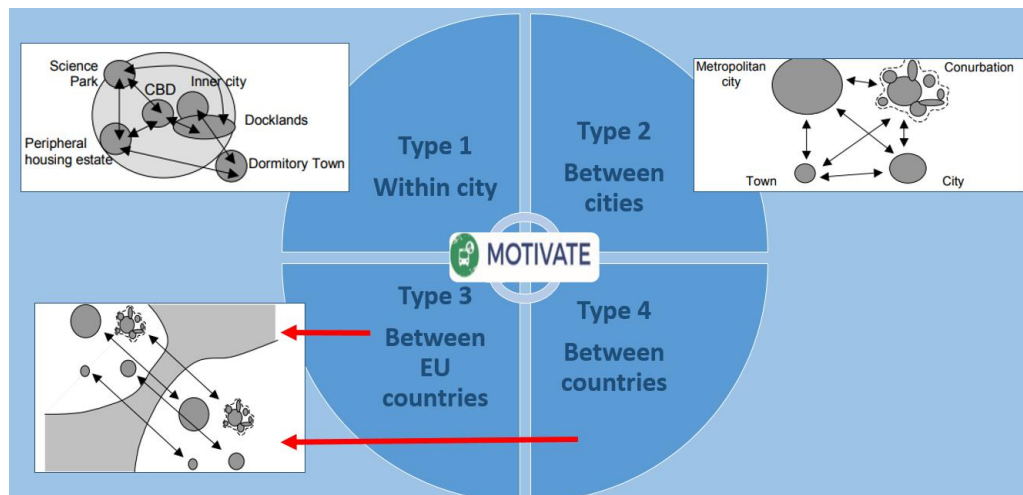 Science
Park
CBD
Inner city
Docklands
Peripheral
housing estate
Dormitory Town
Type 1
Within city
Type 2
Between
cities
Metropolitan
city
Conurbation
Town
City
MOTIVATE
Type 3
Between
EU
countries
Type 4
Between
countries